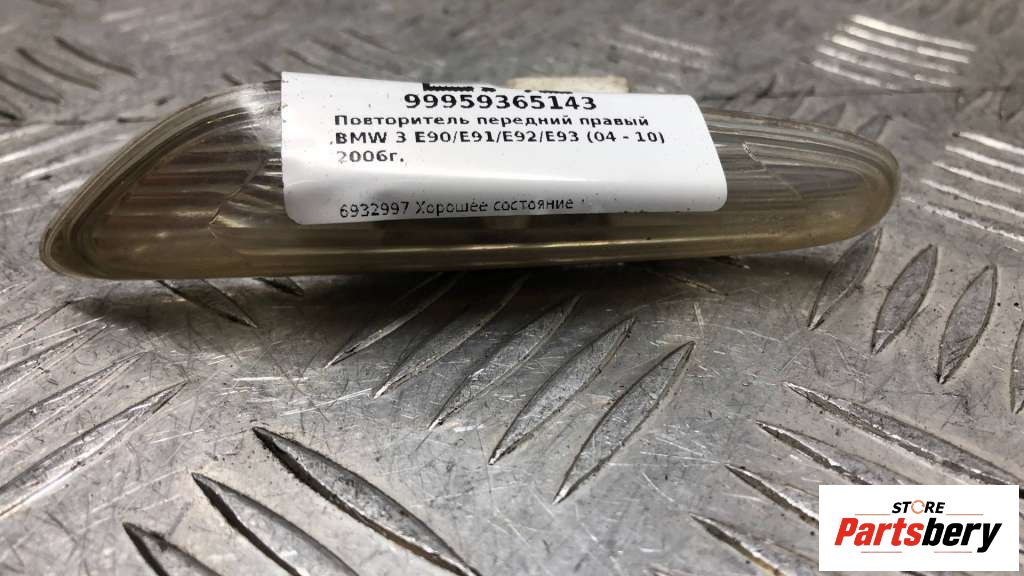 99959365143
Повторитель передний правый
BMW 3 E90/E91/E92/E93 (04 - 10)
2006г.
6932997 Хорошее состояние
STORE
Partsbery